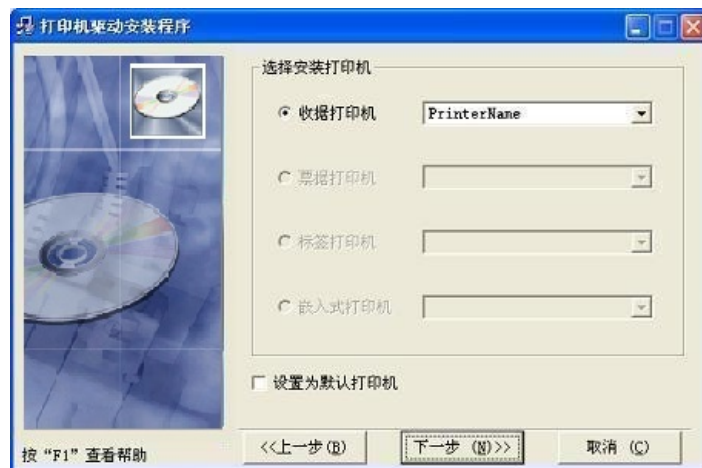 打印机驱动安装程序
选择安装打印机
收据打印机 PrinterName
票据打印机
标签打印机
嵌入式打印机
设置为默认打印机
按 “F1” 查看帮助
<<上一步(B) 下一步 (N)>> 取消 (C)